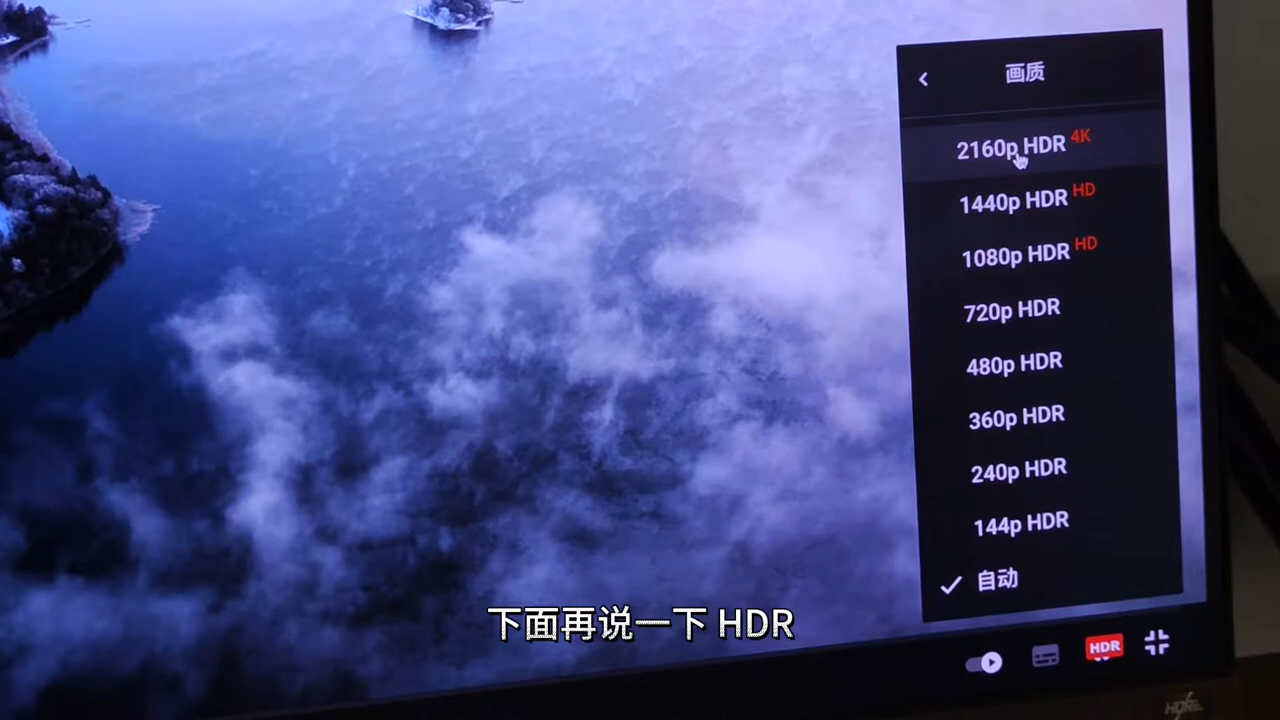 画质
2160p HDR 4K
1440p HDR HD
1080p HDR HD
720p HDR
480p HDR
360p HDR
240p HDR
144p HDR
自动
下面再说一下 HDR
HDR